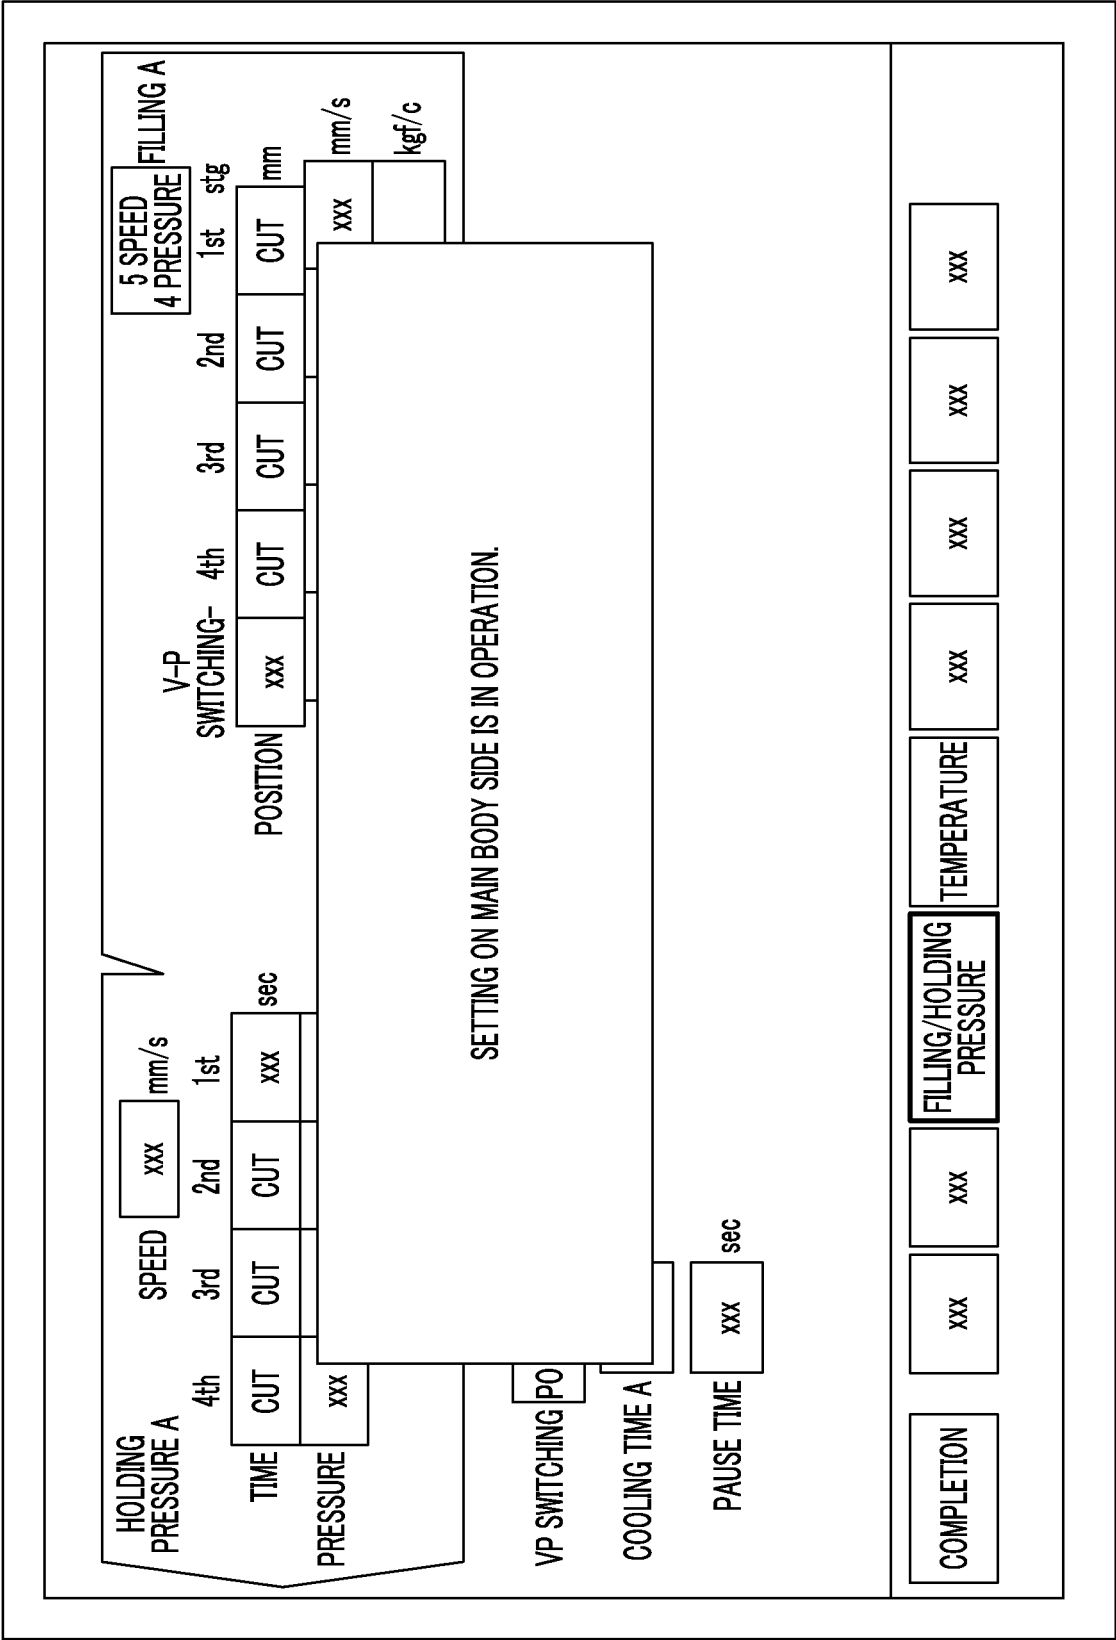 HOLDING
PRESSURE A
SPEED
xxx
mm/s
5 SPEED
4 PRESSURE
FILLING A
4th
3rd
2nd
1st
V-P
SWITCHING-
4th
3rd
2nd
1st
stg
TIME
CUT
CUT
CUT
xxx
sec
POSITION
xxx
CUT
CUT
CUT
CUT
mm
PRESSURE
xxx
xxx
mm/s
kgf/c
SETTING ON MAIN BODY SIDE IS IN OPERATION.
VP SWITCHING PO
COOLING TIME A
PAUSE TIME
xxx
sec
COMPLETION
xxx
xxx
FILLING/HOLDING
PRESSURE
TEMPERATURE
xxx
xxx
xxx
xxx